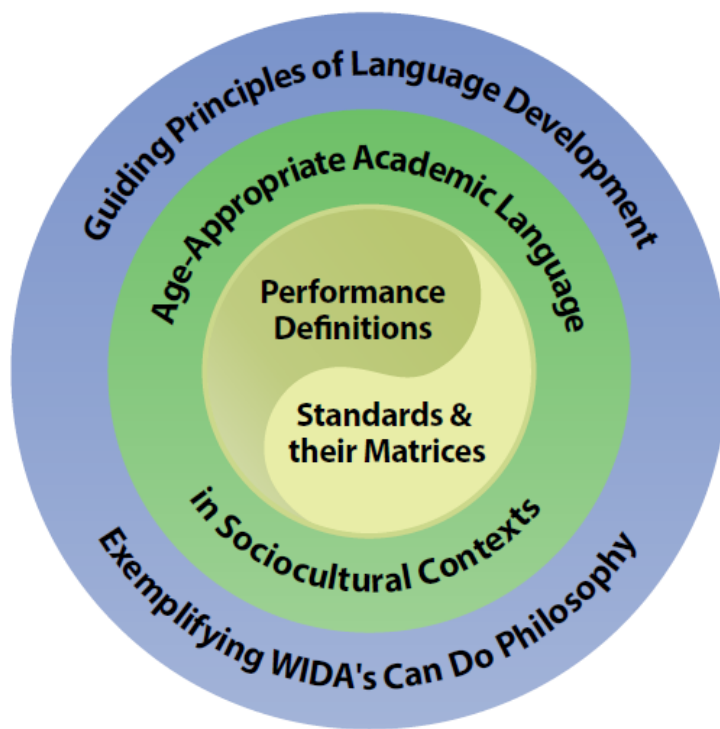 Guiding Principles of Language Development
Age-Appropriate Academic Language
Performance
Definitions
Standards &
their Matrices
in Sociocultural Contexts
Exemplifying WIDA's Can Do Philosophy